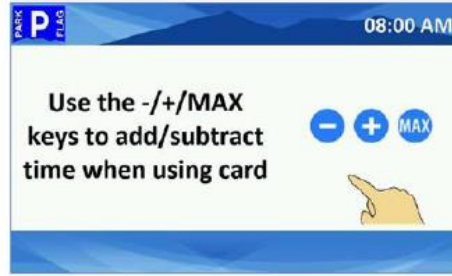 PARK P FLAG
08:00 AM
Use the -/+/MAX
keys to add/subtract
time when using card
− + MAX